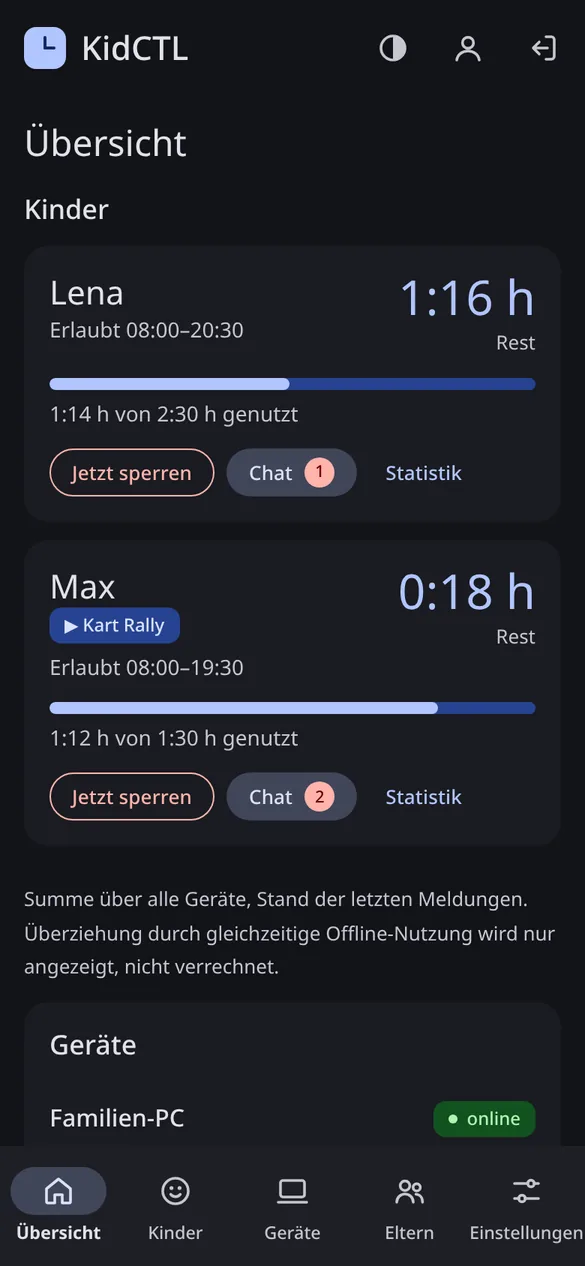 KidCTL
Übersicht
Kinder
Lena
1:16 h
Erlaubt 08:00–20:30
Rest
1:14 h von 2:30 h genutzt
Jetzt sperren
Chat 1
Statistik
Max
0:18 h
▶ Kart Rally
Rest
Erlaubt 08:00–19:30
1:12 h von 1:30 h genutzt
Jetzt sperren
Chat 2
Statistik
Summe über alle Geräte, Stand der letzten Meldungen.
Überziehung durch gleichzeitige Offline-Nutzung wird nur
angezeigt, nicht verrechnet.
Geräte
Familien-PC
online
Übersicht
Kinder
Geräte
Eltern
Einstellungen